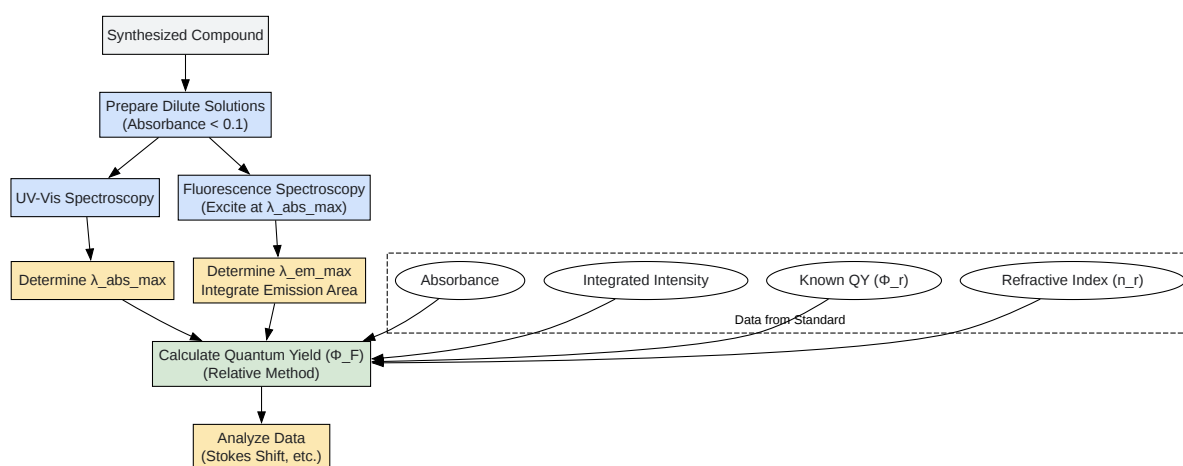 Synthesized Compound
Prepare Dilute Solutions
(Absorbance < 0.1)
UV-Vis Spectroscopy
Fluorescence Spectroscopy
(Excite at λ_abs_max)
Determine λ_abs_max
Determine λ_em_max
Integrate Emission Area
Absorbance
Integrated Intensity
Known QY (Φ_r)
Refractive Index (n_r)
Data from Standard
Calculate Quantum Yield (Φ_F)
(Relative Method)
Analyze Data
(Stokes Shift, etc.)